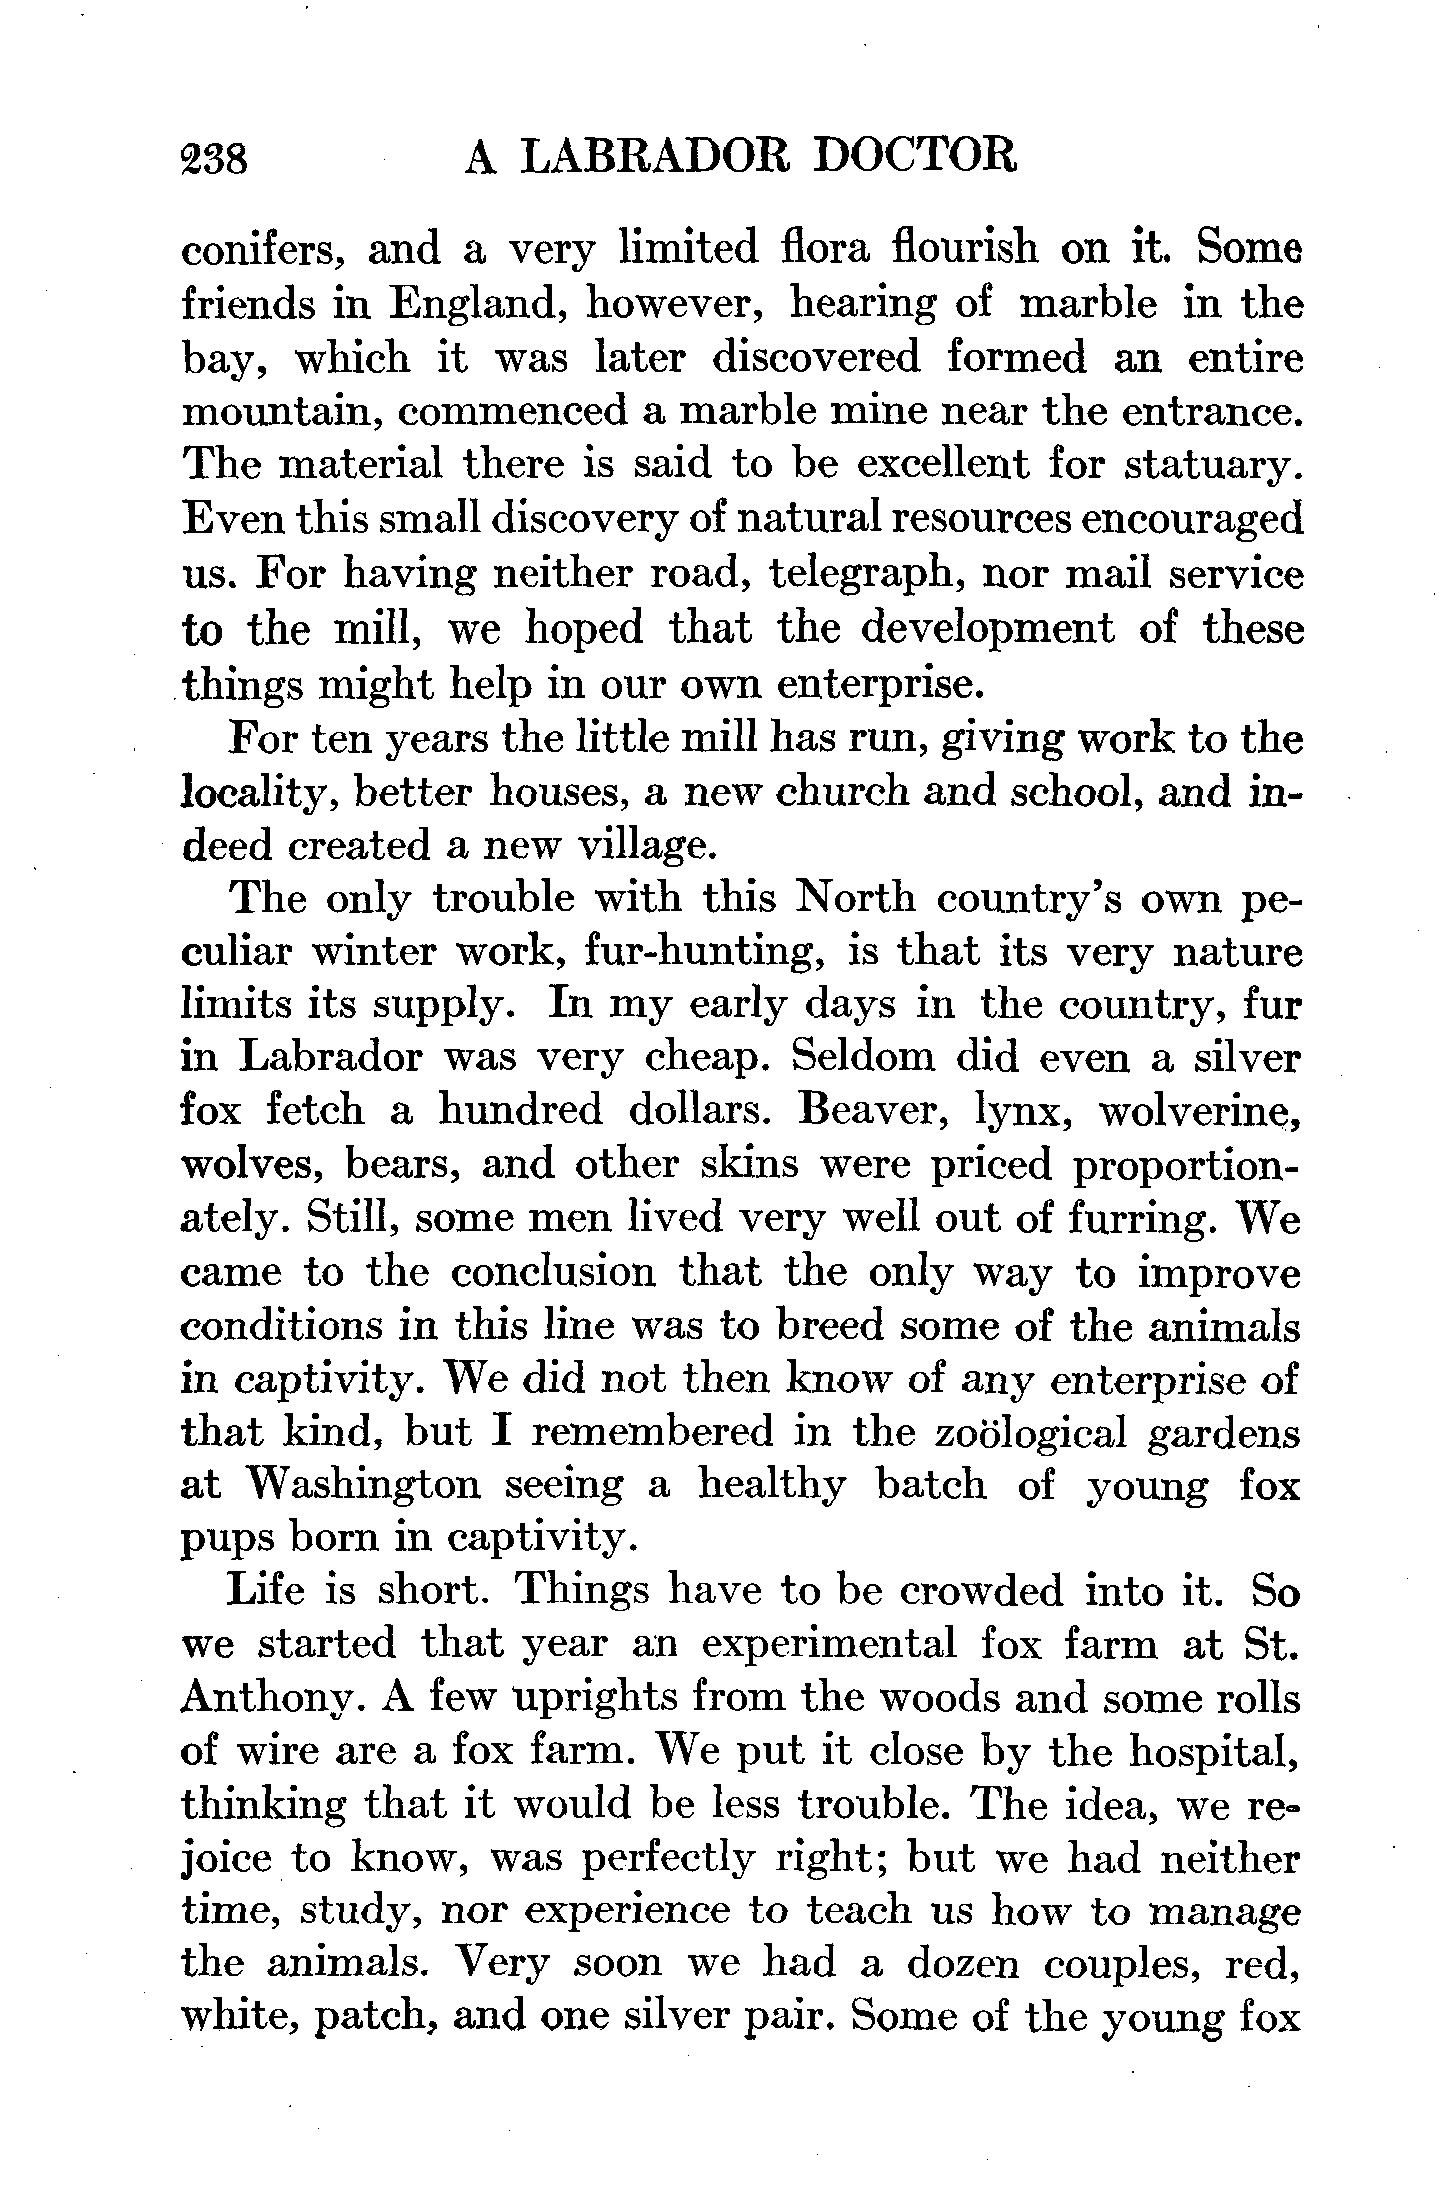 238 A LABRADOR DOCTOR
conifers, and a very limited flora flourish on it. Some
friends in England, however, hearing of marble in the
bay, which it was later discovered formed an entire
mountain, commenced a marble mine near the entrance.
The material there is said to be excellent for statuary.
Even this small discovery of natural resources encouraged
us. For having neither road, telegraph, nor mail service
to the mill, we hoped that the development of these
things might help in our own enterprise.
For ten years the little mill has run, giving work to the
locality, better houses, a new church and school, and in-
deed created a new village.
The only trouble with this North country's own pe-
culiar winter work, fur-hunting, is that its very nature
limits its supply. In my early days in the country, fur
in Labrador was very cheap. Seldom did even a silver
fox fetch a hundred dollars. Beaver, lynx, wolverine,
wolves, bears, and other skins were priced proportion-
ately. Still, some men lived very well out of furring. We
came to the conclusion that the only way to improve
conditions in this line was to breed some of the animals
in captivity. We did not then know of any enterprise of
that kind, but I remembered in the zoölogical gardens
at Washington seeing a healthy batch of young fox
pups born in captivity.
Life is short. Things have to be crowded into it. So
we started that year an experimental fox farm at St.
Anthony. A few uprights from the woods and some rolls
of wire are a fox farm. We put it close by the hospital,
thinking that it would be less trouble. The idea, we re-
joice to know, was perfectly right; but we had neither
time, study, nor experience to teach us how to manage
the animals. Very soon we had a dozen couples, red,
white, patch, and one silver pair. Some of the young fox